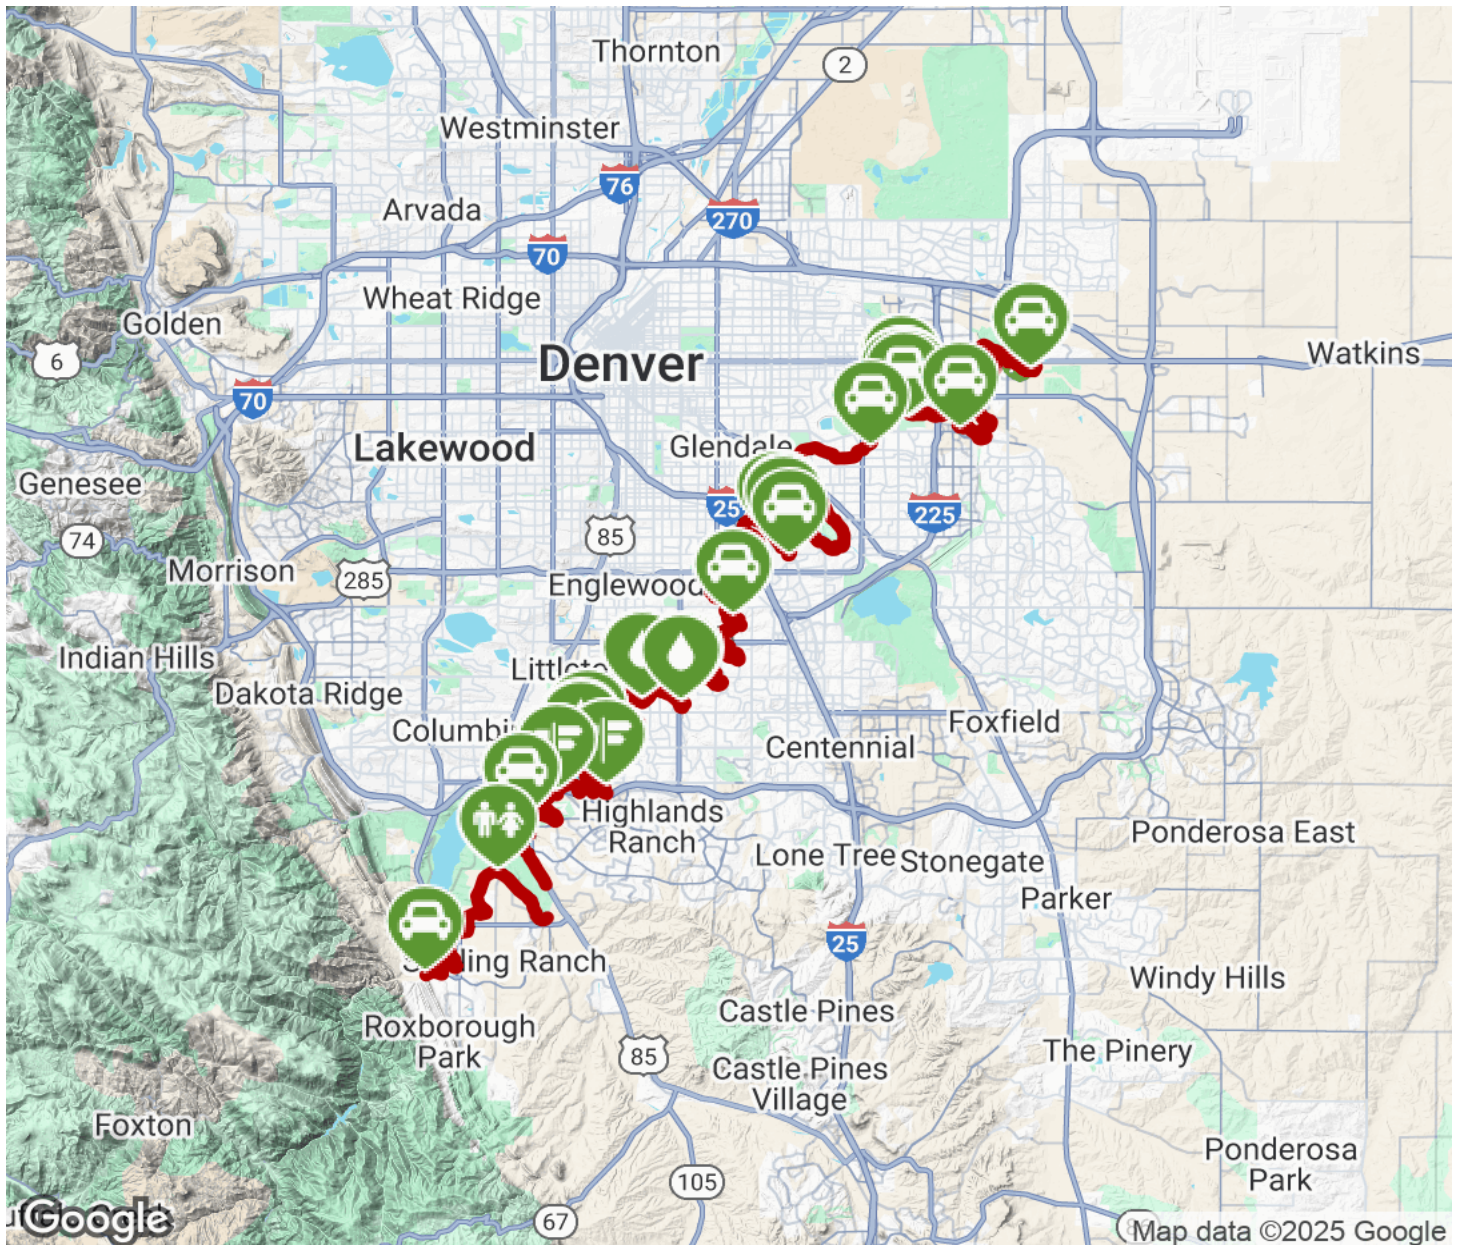 Thornton
2
Westminster
76
Arvada
270
70
Wheat Ridge
Golden
Denver
6
Watkins
70
Glendale
Lakewood
Genesee
25
225
74
85
Morrison
285
Englewood
Indian Hills
Dakota Ridge
Foxfield
Centennial
Highlands
Ranch
Ponderosa East
Lone Tree
Stonegate
Parker
25
ling Ranch
Windy Hills
Castle Pines
Roxborough
Park
85
The Pinery
Castle Pines
Village
Foxton
Ponderosa
Park
105
67
Google
Map data ©2025 Google